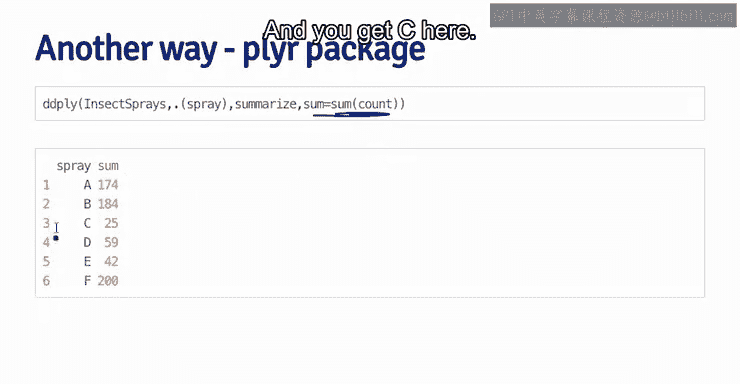 And you get C here.
Another way - plyr package
ddply(InsectSprays,.(spray),summarize,sum=sum(count))
spray sum
1 A 174
2 B 184
3 C 25
4 D 59
5 E 42
6 F 200